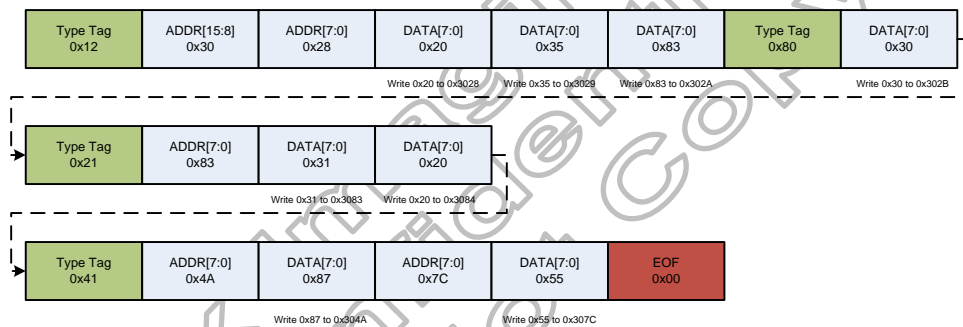 Type Tag 0x12
ADDR[15:8] 0x30
ADDR[7:0] 0x28
DATA[7:0] 0x20
DATA[7:0] 0x35
DATA[7:0] 0x83
Type Tag 0x80
DATA[7:0] 0x30
Write 0x20 to 0x3028
Write 0x35 to 0x3029
Write 0x83 to 0x302A
Write 0x30 to 0x302B
Type Tag 0x21
ADDR[7:0] 0x83
DATA[7:0] 0x31
DATA[7:0] 0x20
Write 0x31 to 0x3083
Write 0x20 to 0x3084
Type Tag 0x41
ADDR[7:0] 0x4A
DATA[7:0] 0x87
ADDR[7:0] 0x7C
DATA[7:0] 0x55
EOF 0x00
Write 0x87 to 0x304A
Write 0x55 to 0x307C